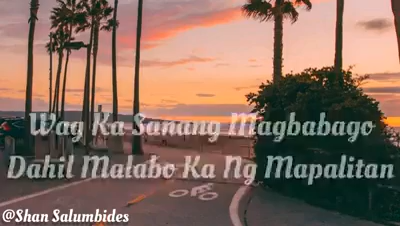 Wag Ka Sanang Magbabago
Dahil Malabo Ka Ng Mapalitan
@Shan Salumbides